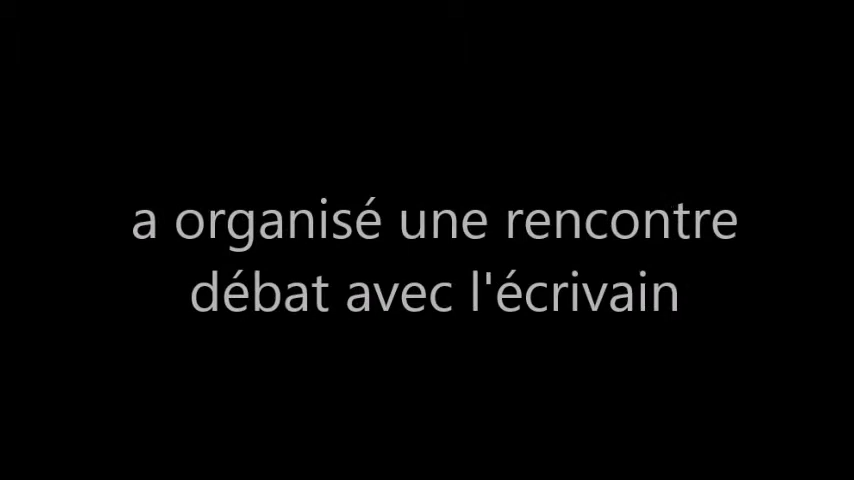 a organisé une rencontre
débat avec l'écrivain